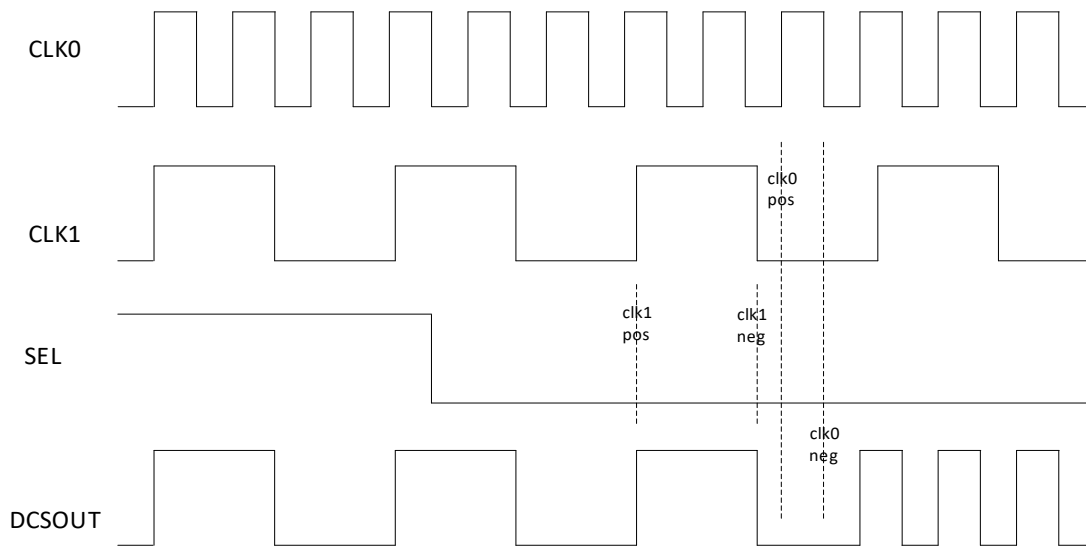 CLK0
clk0
pos
CLK1
clk1
pos
clk1
neg
SEL
clk0
neg
DCSOUT